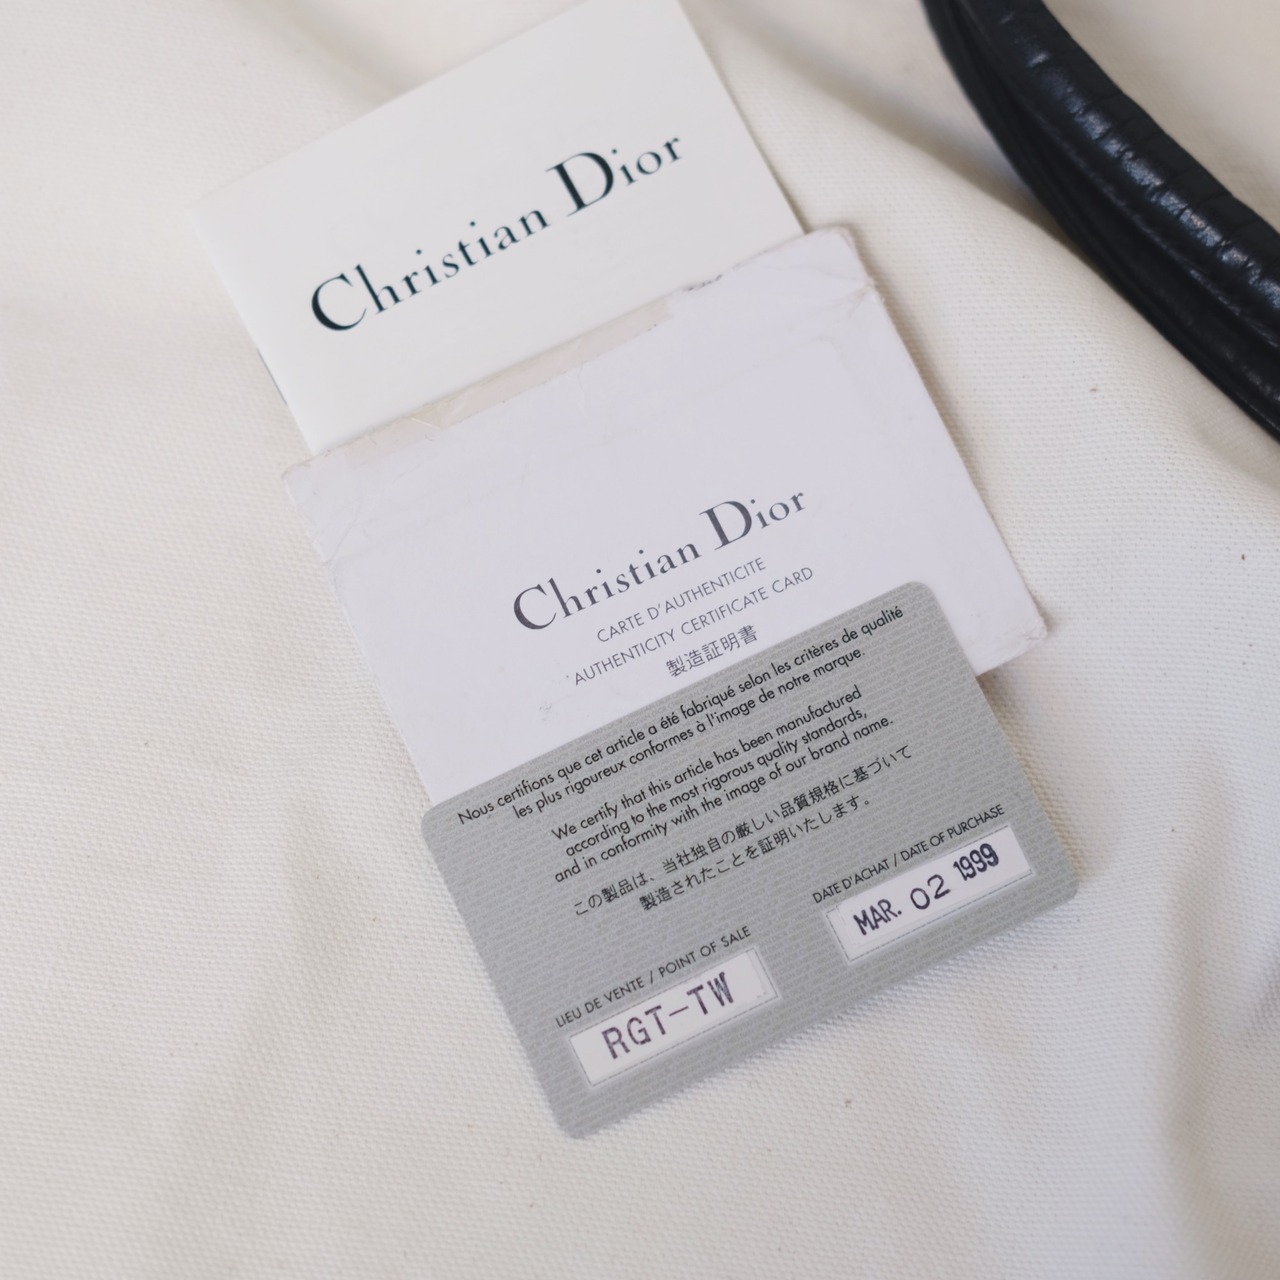 Christian Dior
Christian Dior
CARTE D'AUTHENTICITE
AUTHENTICITY CERTIFICATE CARD
製造証明書
Nous certifions que cet article a été fabriqué selon les critères de qualité
les plus rigoureux conformes à l'image de notre marque.
We certify that this article has been manufactured
according to the most rigorous quality standards,
and in conformity with the image of our brand name.
この製品は、当社独自の厳しい品質規格に基づいて
製造されたことを証明いたします。
LIEU DE VENTE / POINT OF SALE
RGT-TW
DATE D'ACHAT / DATE OF PURCHASE
MAR. 02 1999